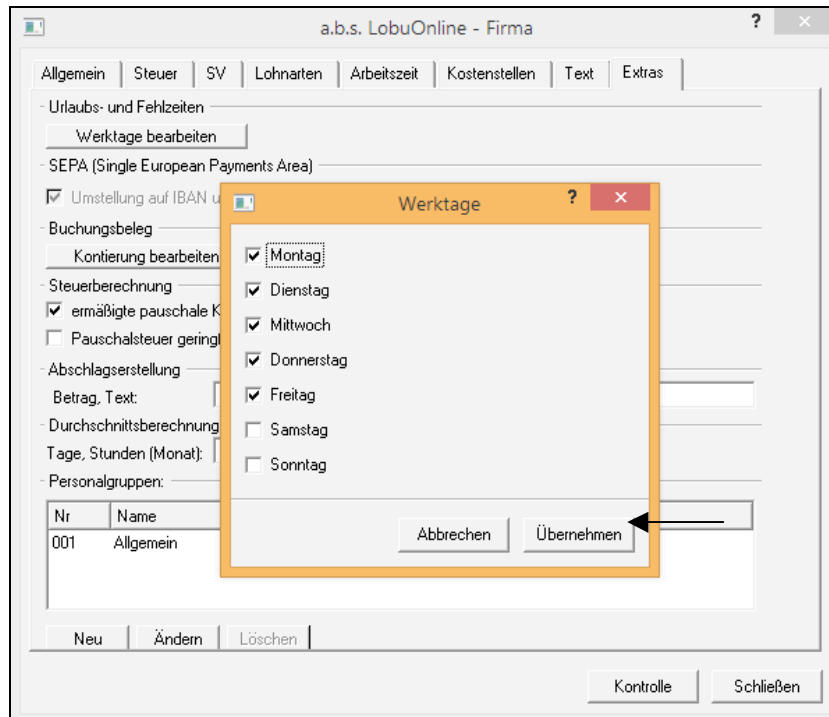 a.b.s. LobuOnline - Firma
?
Allgemein Steuer SV Lohnarten Arbeitszeit Kostenstellen Text Extras
Urlaubs- und Fehlzeiten
Werktage bearbeiten
SEPA (Single European Payments Area)
Umstellung auf IBAN u
Buchungsbeleg
Kontierung bearbeiten
Steuerberechnung
ermäßigte pauschale K
Pauschalsteuer gering
Abschlagserstellung
Betrag, Text:
Durchschnittsberechnung
Tage, Stunden (Monat):
Personalgruppen:
Nr Name
001 Allgemein
Neu Ändern Löschen
Kontrolle Schließen
Werktage
?
Montag
Dienstag
Mittwoch
Donnerstag
Freitag
Samstag
Sonntag
Abbrechen Übernehmen